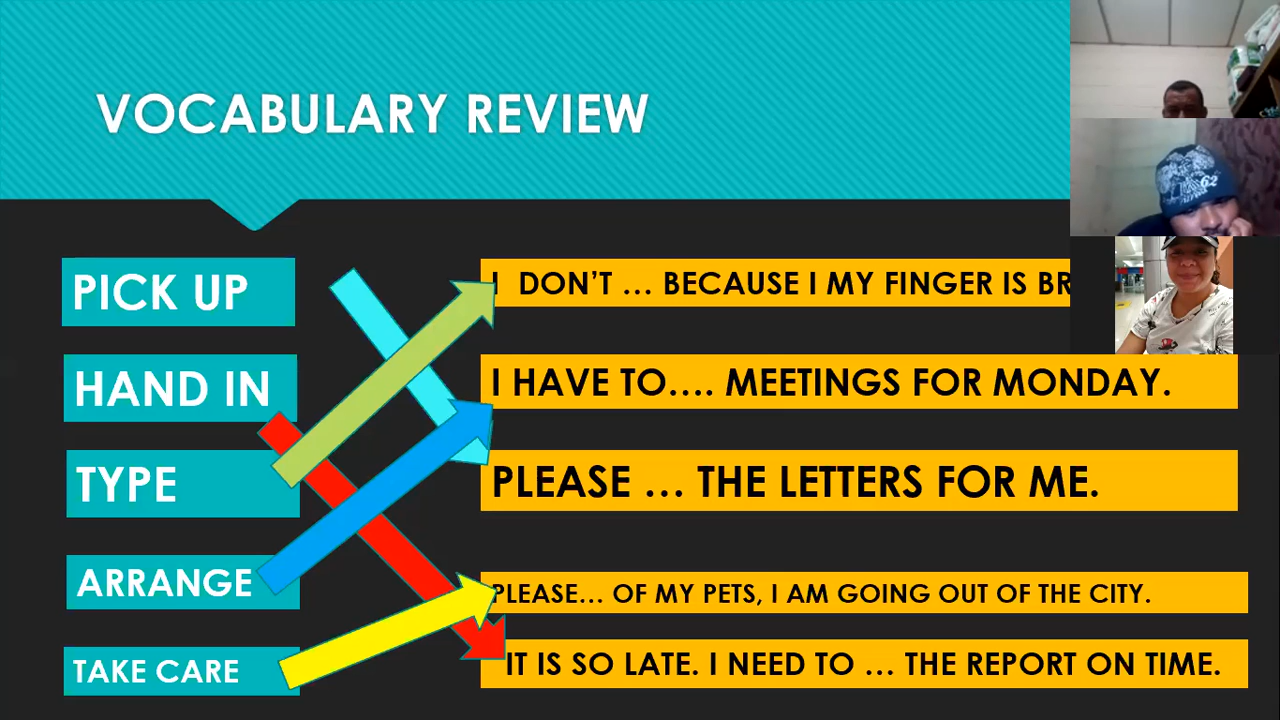 VOCABULARY REVIEW
PICK UP
HAND IN
TYPE
ARRANGE
TAKE CARE
I DON'T ... BECAUSE I MY FINGER IS
I HAVE TO.... MEETINGS FOR MONDAY.
PLEASE ... THE LETTERS FOR ME.
PLEASE... OF MY PETS, I AM GOING OUT OF THE CITY.
IT IS SO LATE. I NEED TO ... THE REPORT ON TIME.
62